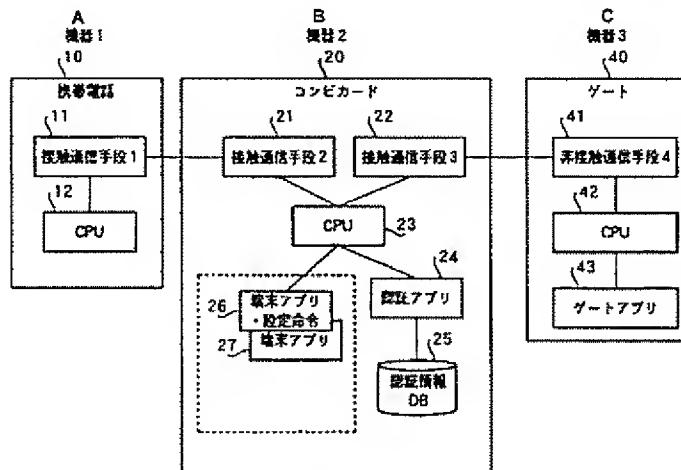 A
機器1
10
携帯電話
11
接触通信手段1
12
CPU
B
機器2
20
コンビカード
21
接触通信手段2
22
接触通信手段3
CPU
23
24
認証アプリ
26
端末アプリ
・設定命令
27
端末アプリ
25
認証情報
DB
C
機器3
40
ゲート
41
非接触通信手段4
42
CPU
43
ゲートアプリ